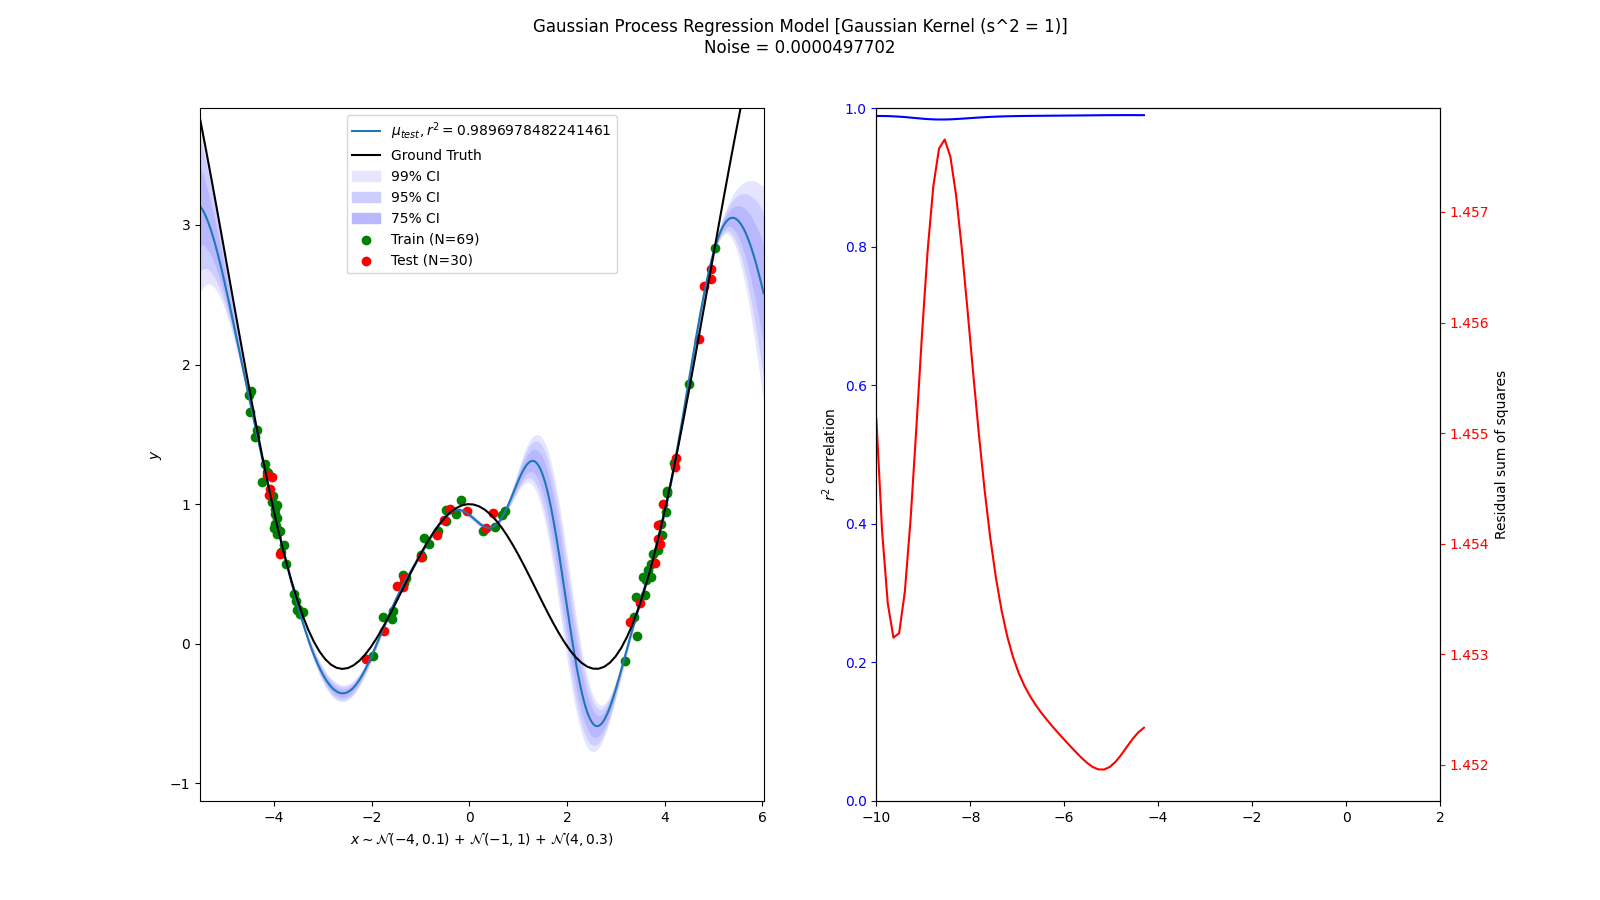 Gaussian Process Regression Model [Gaussian Kernel (s^2 = 1)]
Noise = 0.0000497702
μ_test, r² = 0.9896978482241461
Ground Truth
99% CI
95% CI
75% CI
Train (N=69)
Test (N=30)
y
3
2
1
0
−1
−4
−2
0
2
4
6
x ∼ 𝒩(−4, 0.1) + 𝒩(−1, 1) + 𝒩(4, 0.3)
r² correlation
1.0
0.8
0.6
0.4
0.2
0.0
−10
−8
−6
−4
−2
0
2
1.457
1.456
1.455
1.454
1.453
1.452
Residual sum of squares